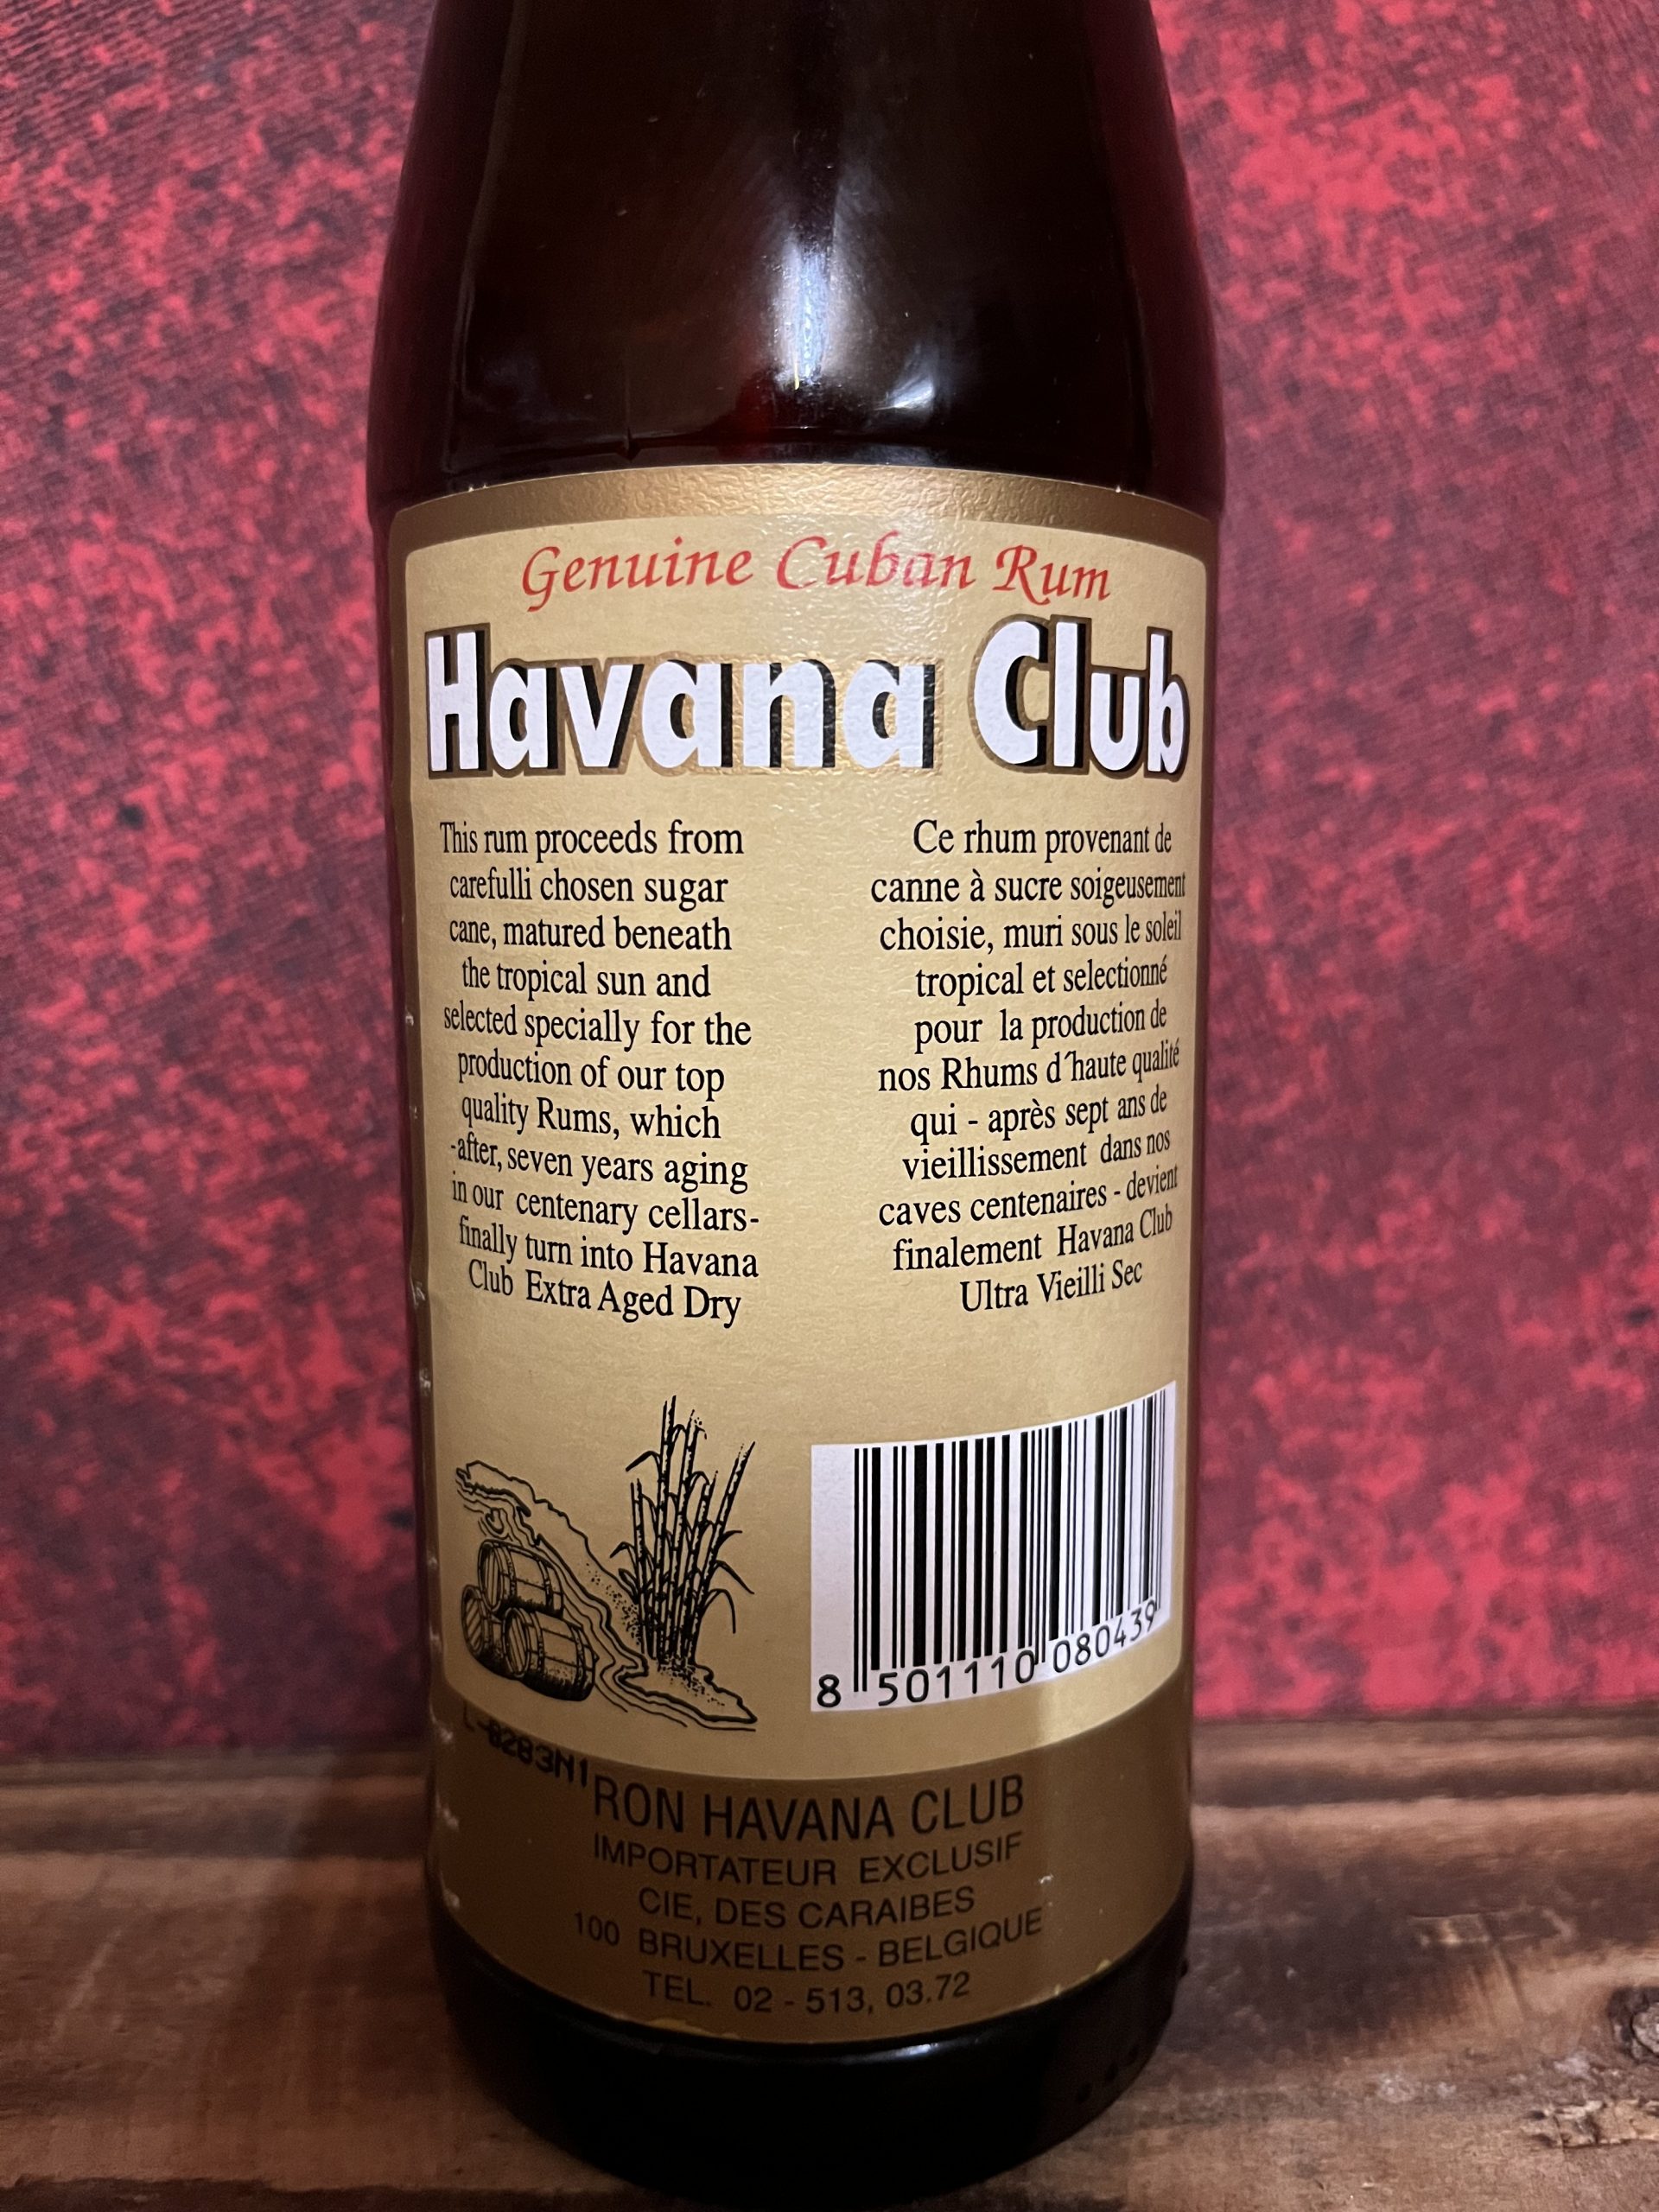 Genuine Cuban Rum
Havana Club
This rum proceeds from
carefulli chosen sugar
cane, matured beneath
the tropical sun and
selected specially for the
production of our top
quality Rums, which
-after, seven years aging
in our centenary cellars-
finally turn into Havana
Club Extra Aged Dry
Ce rhum provenant de
canne à sucre soigeusement
choisie, muri sous le soleil
tropical et selectionné
pour la production de
nos Rhums d´haute qualité
qui - après sept ans de
vieillissement dans nos
caves centenaires - devient
finalement Havana Club
Ultra Vieilli Sec
8 501110 080439
RON HAVANA CLUB
IMPORTATEUR EXCLUSIF
CIE, DES CARAIBES
100 BRUXELLES - BELGIQUE
TEL. 02 - 513, 03.72